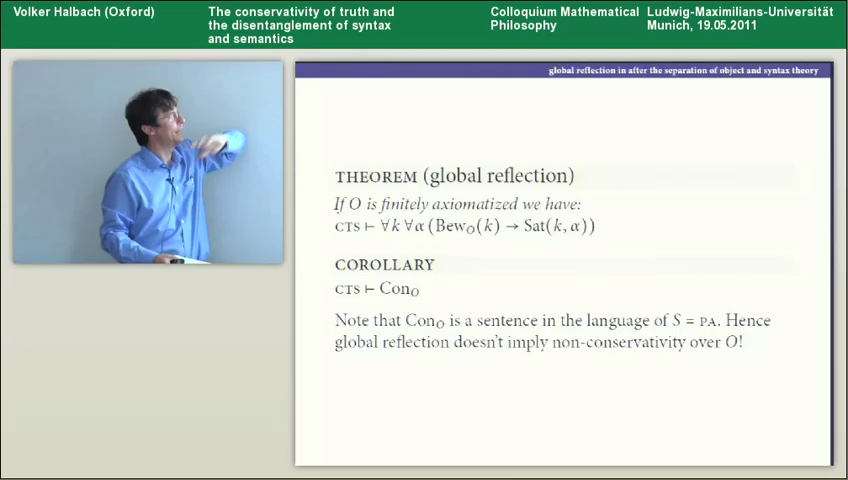 Volker Halbach (Oxford)
The conservativity of truth and
the disentanglement of syntax
and semantics
Colloquium Mathematical
Philosophy
Ludwig-Maximilians-Universität
Munich, 19.05.2011
global reflection in after the separation of object and syntax theory
THEOREM (global reflection)
If O is finitely axiomatized we have:
CTS ⊢ ∀k ∀α (Bew_O(k) → Sat(k, α))
COROLLARY
CTS ⊢ Con_O
Note that Con_O is a sentence in the language of S = PA. Hence
global reflection doesn't imply non-conservativity over O!